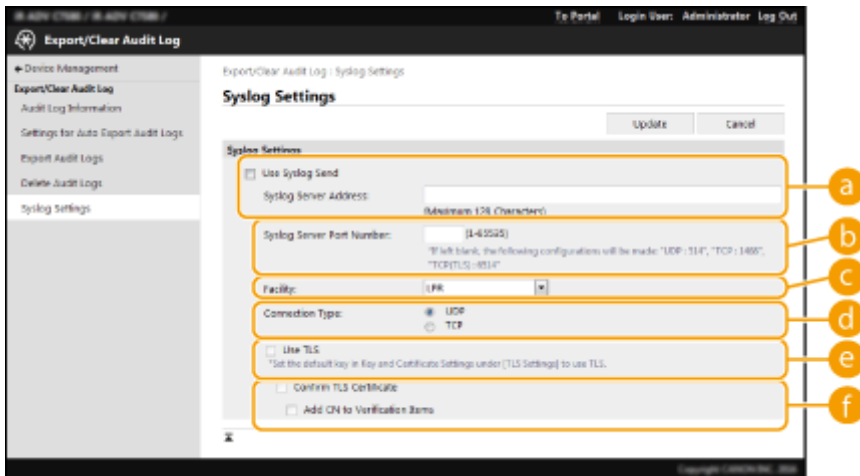 To Portal Login User: Administrator Log Out
Export/Clear Audit Log
Device Management
Export/Clear Audit Log
Audit Log Information
Settings for Auto Export Audit Logs
Export Audit Logs
Delete Audit Logs
Syslog Settings
Export/Clear Audit Log : Syslog Settings
Syslog Settings
Update Cancel
Syslog Settings
Use Syslog Send
Syslog Server Address:
(Maximum 128 Characters)
a
Syslog Server Port Number: (1-65535)
"If left blank, the following configurations will be made: "UDP : 514", "TCP : 1468",
"TCP(TLS) : 6514"
b
Facility: LPR
c
Connection Type: UDP
TCP
d
Use TLS
*Set the default key in Key and Certificate Settings under [TLS Settings] to use TLS.
e
Confirm TLS Certificate
Add CN to Verification Items
f
Copyright CANON INC.